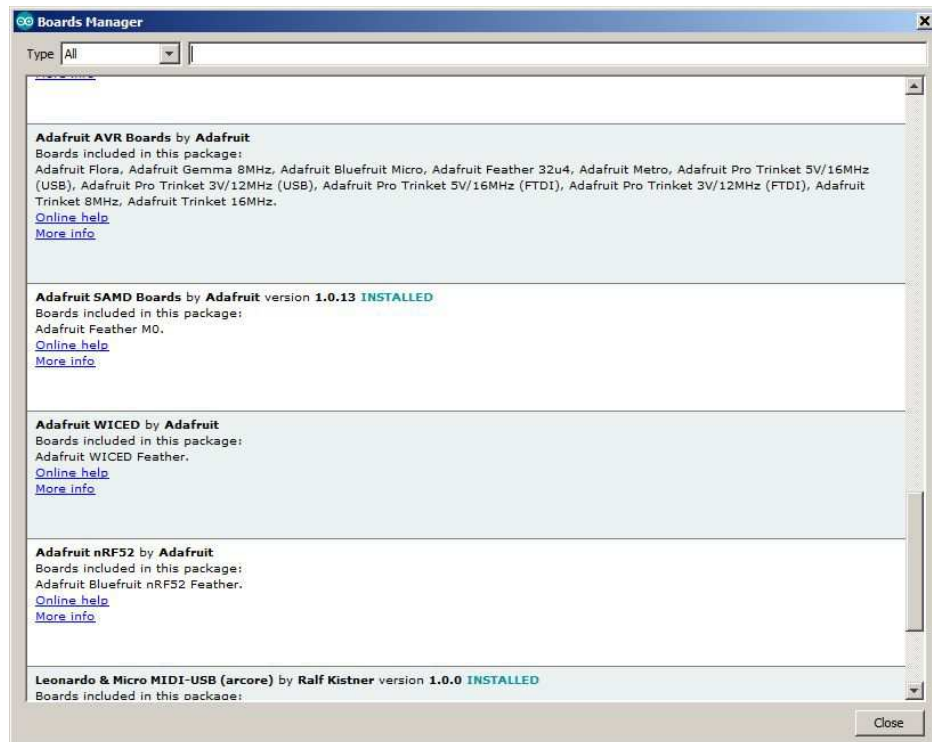 Boards Manager
Type All
Adafruit AVR Boards by Adafruit
Boards included in this package:
Adafruit Flora, Adafruit Gemma 8MHz, Adafruit Bluefruit Micro, Adafruit Feather 32u4, Adafruit Metro, Adafruit Pro Trinket 5V/16MHz
(USB), Adafruit Pro Trinket 3V/12MHz (USB), Adafruit Pro Trinket 5V/16MHz (FTDI), Adafruit Pro Trinket 3V/12MHz (FTDI), Adafruit
Trinket 8MHz, Adafruit Trinket 16MHz.
Online help
More info
Adafruit SAMD Boards by Adafruit version 1.0.13 INSTALLED
Boards included in this package:
Adafruit Feather M0.
Online help
More info
Adafruit WICED by Adafruit
Boards included in this package:
Adafruit WICED Feather.
Online help
More info
Adafruit nRF52 by Adafruit
Boards included in this package:
Adafruit Bluefruit nRF52 Feather.
Online help
More info
Leonardo & Micro MIDI-USB (arcore) by Ralf Kistner version 1.0.0 INSTALLED
Boards included in this package:
Close